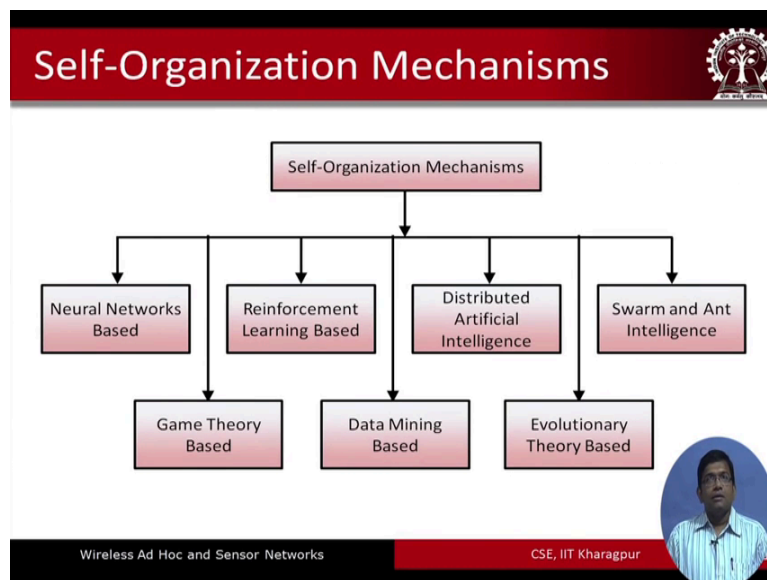 Self-Organization Mechanisms
Self-Organization Mechanisms
Neural Networks
Based
Reinforcement
Learning Based
Distributed
Artificial
Intelligence
Swarm and Ant
Intelligence
Game Theory
Based
Data Mining
Based
Evolutionary
Theory Based
Wireless Ad Hoc and Sensor Networks
CSE, IIT Kharagpur